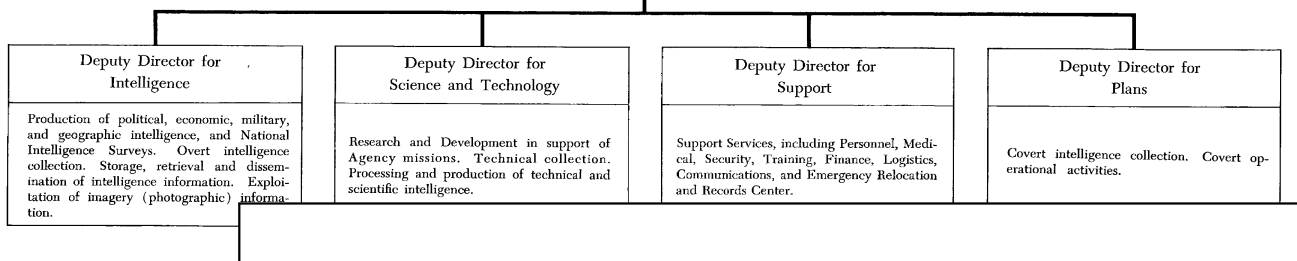 Deputy Director for
Intelligence
Production of political, economic, military,
and geographic intelligence, and National
Intelligence Surveys. Overt intelligence
collection. Storage, retrieval and dissem-
ination of intelligence information. Exploi-
tation of imagery (photographic) informa-
tion.
Deputy Director for
Science and Technology
Research and Development in support of
Agency missions. Technical collection.
Processing and production of technical and
scientific intelligence.
Deputy Director for
Support
Support Services, including Personnel, Medi-
cal, Security, Training, Finance, Logistics,
Communications, and Emergency Relocation
and Records Center.
Deputy Director for
Plans
Covert intelligence collection. Covert op-
erational activities.